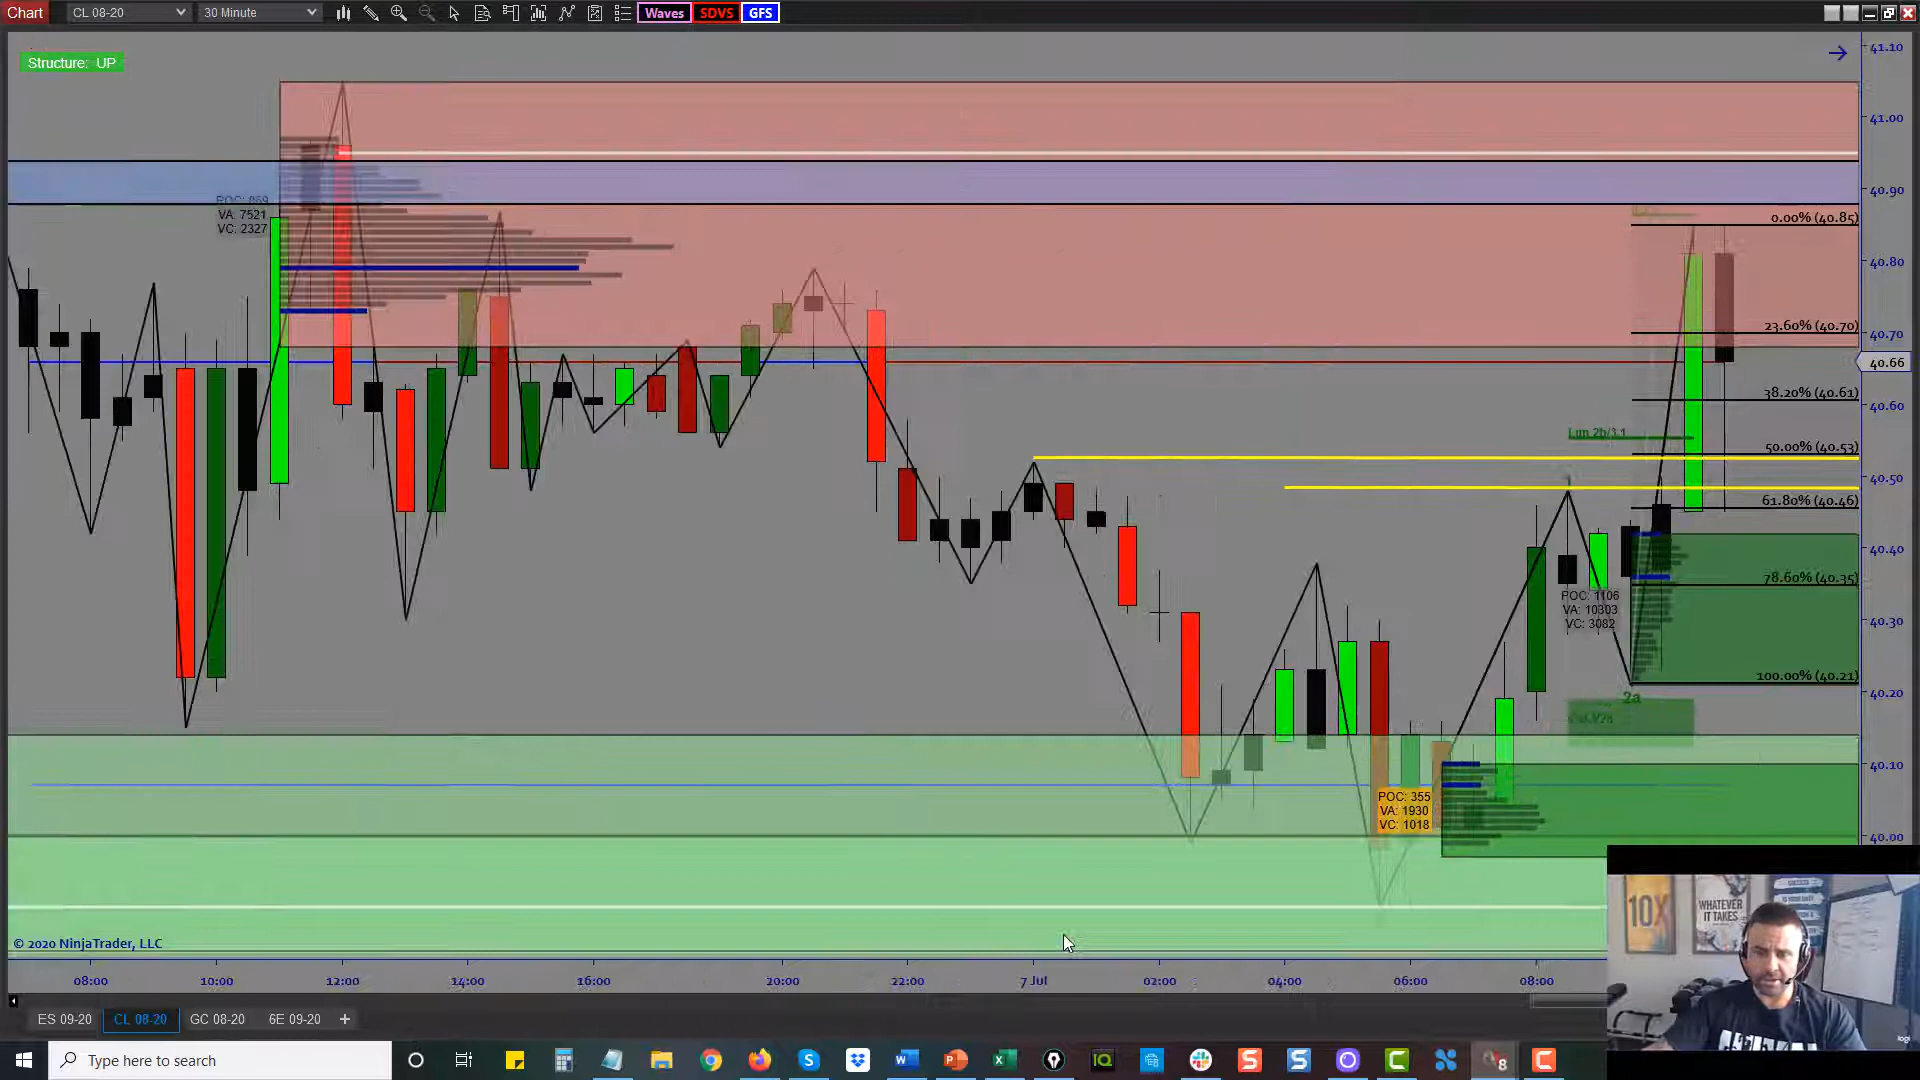 Chart
CL 08-20
30 Minute
Waves
SDVS
GFS
Structure: UP
41.10
41.00
40.90
40.80
40.70
40.66
40.60
40.50
40.40
40.30
40.20
40.10
40.00
POC: 869
VA: 7521
VC: 2327
0.00% (40.85)
23.60% (40.70)
38.20% (40.61)
50.00% (40.53)
61.80% (40.46)
78.60% (40.35)
100.00% (40.21)
POC: 1106
VA: 10303
VC: 3082
2a
POC: 355
VA: 1930
VC: 1018
© 2020 NinjaTrader, LLC
08:00
10:00
12:00
14:00
16:00
20:00
22:00
7 Jul
02:00
04:00
06:00
08:00
10X
WHATEVER
IT TAKES
logi
ES 09-20
CL 08-20
GC 08-20
6E 09-20
+
Type here to search